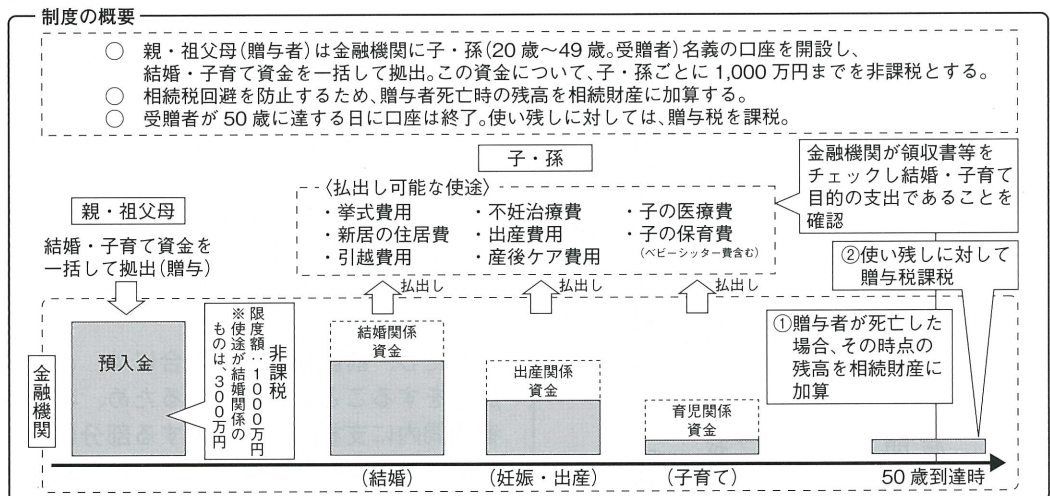 制度の概要
○ 親・祖父母(贈与者)は金融機関に子・孫(20歳~49歳。受贈者)名義の口座を開設し、
結婚・子育て資金を一括して拠出。この資金について、子・孫ごとに1,000万円までを非課税とする。
○ 相続税回避を防止するため、贈与者死亡時の残高を相続財産に加算する。
○ 受贈者が50歳に達する日に口座は終了。使い残しに対しては、贈与税を課税。
子・孫
親・祖父母
結婚・子育て資金を
一括して拠出(贈与)
〈払出し可能な使途〉
・挙式費用
・新居の住居費
・引越費用
・不妊治療費
・出産費用
・産後ケア費用
・子の医療費
・子の保育費
(ベビーシッター費含む)
金融機関が領収書等を
チェックし結婚・子育て
目的の支出であることを
確認
払出し
払出し
払出し
②使い残しに対して
贈与税課税
①贈与者が死亡した
場合、その時点の
残高を相続財産に
加算
金融機関
預入金
非課税
限度額:1000万円
※使途が結婚関係の
ものは、300万円
結婚関係
資金
出産関係
資金
育児関係
資金
(結婚)
(妊娠・出産)
(子育て)
50歳到達時